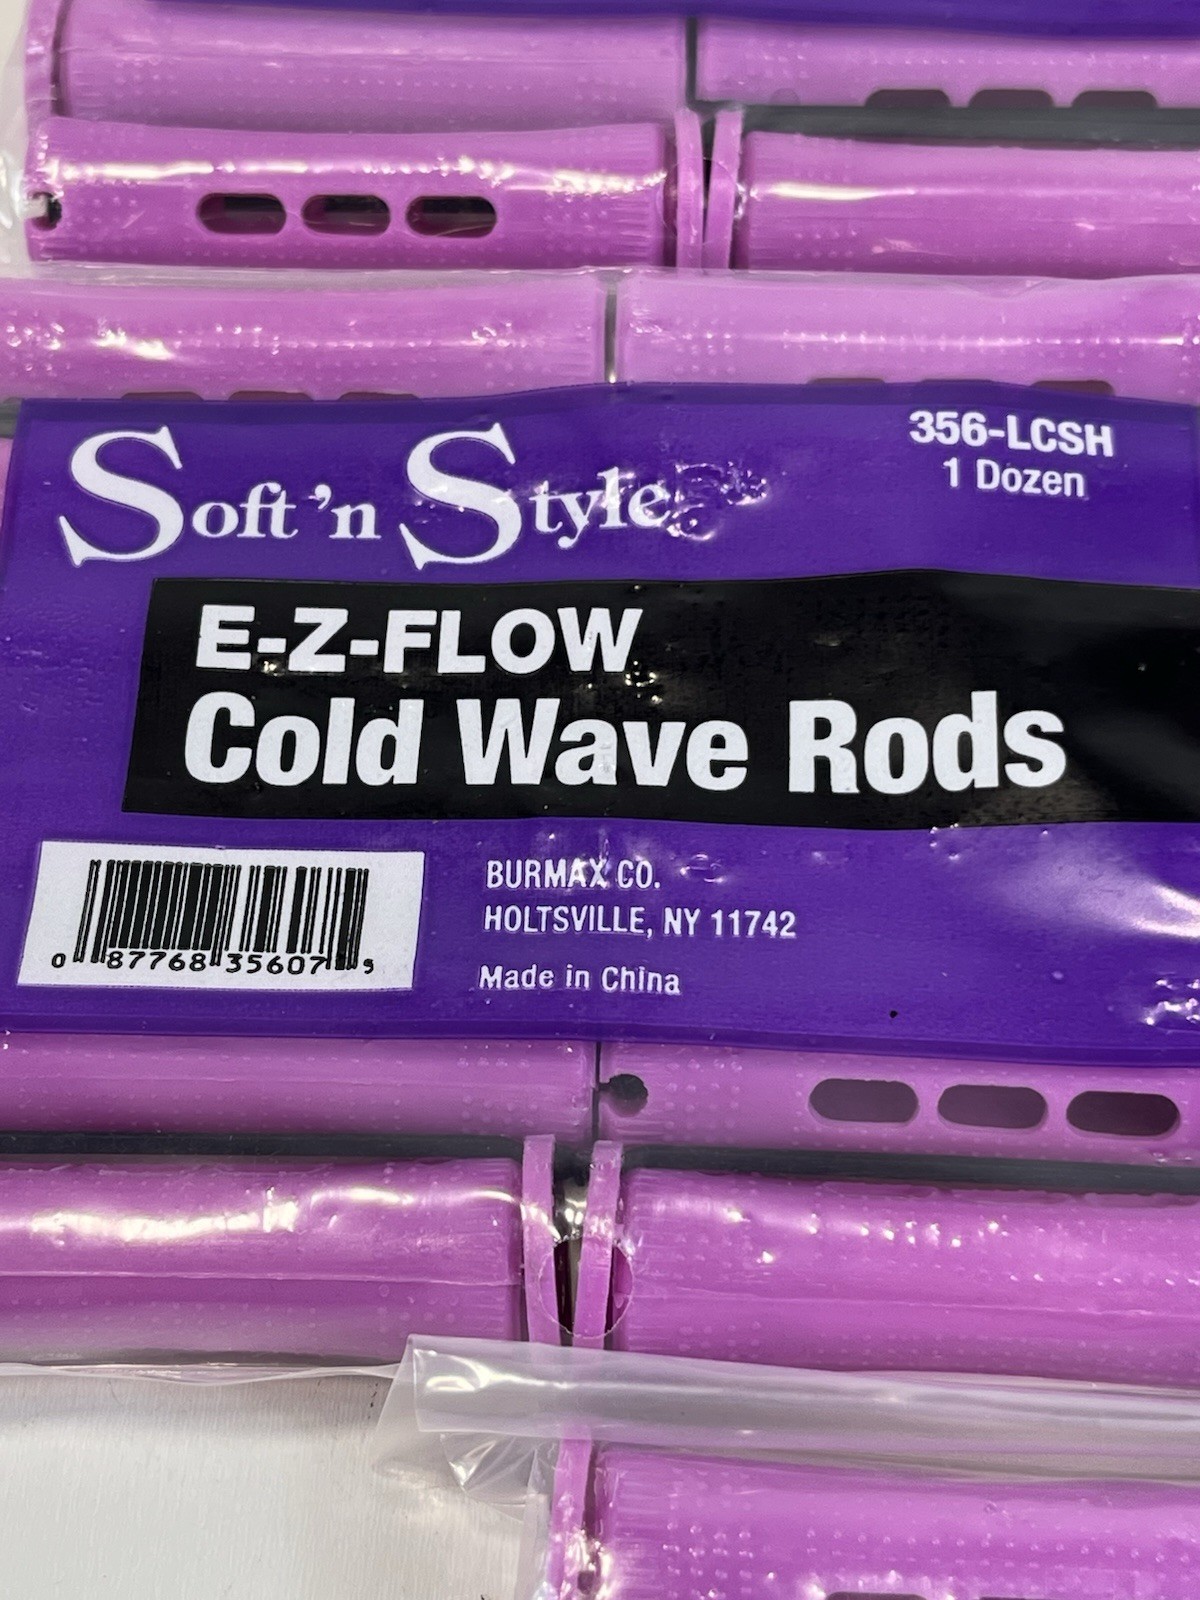 Soft 'n Style
356-LCSH
1 Dozen
E-Z-FLOW
Cold Wave Rods
BURMAX CO.
HOLTSVILLE, NY 11742
Made in China
0 87768 35607 5